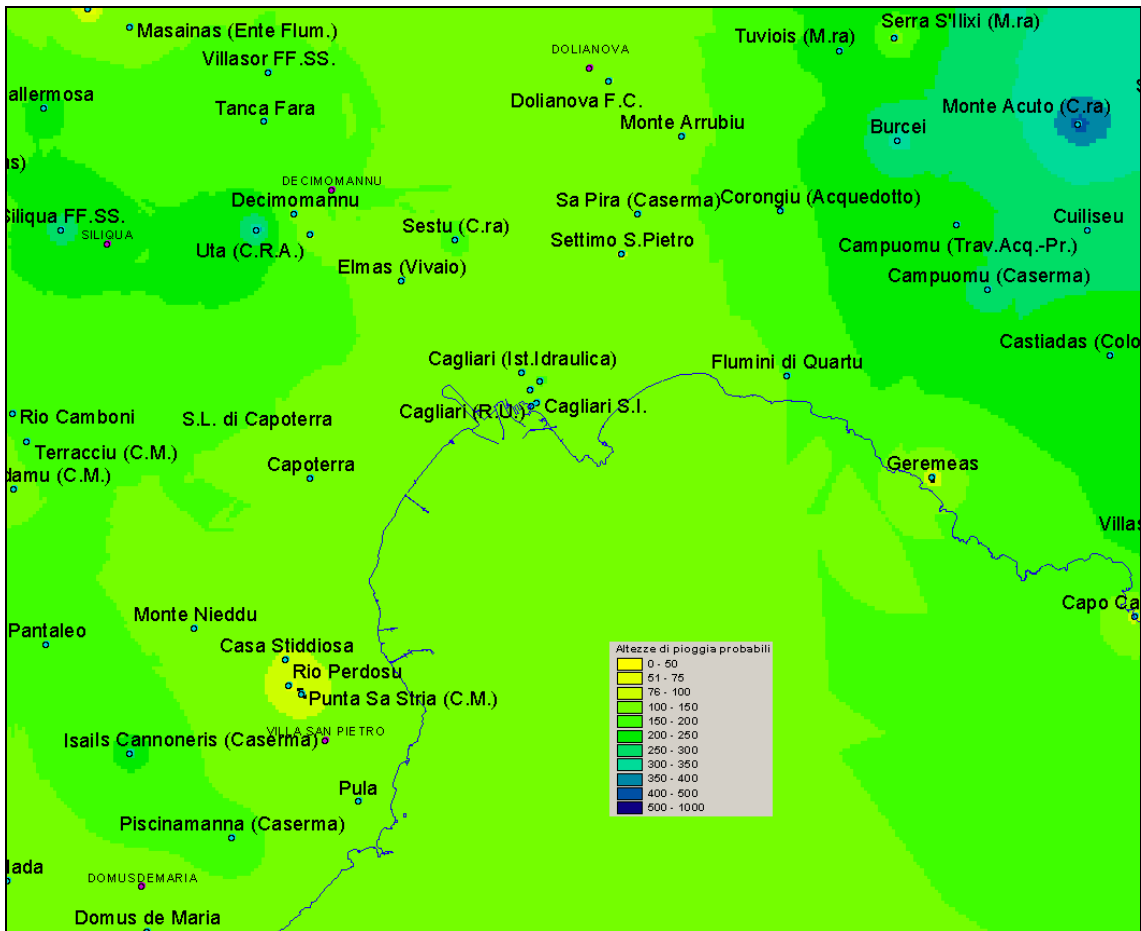 Masainas (Ente Flum.)
Serra S'Ilixi (M.ra)
Tuviois (M.ra)
DOLIANOVA
Villasor FF.SS.
allermosa
Dolianova F.C.
Tanca Fara
Monte Acuto (C.ra)
Monte Arrubiu
Burcei
DECIMOMANNU
Decimomannu
Sa Pira (Caserma)
Corongiu (Acquedotto)
Siliqua FF.SS.
SILIQUA
Uta (C.R.A.)
Sestu (C.ra)
Settimo S.Pietro
Cuiliseu
Campuomu (Trav.Acq.-Pr.)
Elmas (Vivaio)
Campuomu (Caserma)
Castiadas (Colo
Cagliari (Ist.Idraulica)
Flumini di Quartu
Rio Camboni
S.L. di Capoterra
Cagliari (R.U.)
Cagliari S.I.
Terracciu (C.M.)
damu (C.M.)
Capoterra
Geremeas
Villas
Capo Ca
Monte Nieddu
Pantaleo
Casa Stiddiosa
Rio Perdosu
Punta Sa Stria (C.M.)
VILLA SAN PIETRO
Isails Cannoneris (Caserma)
Pula
Piscinamanna (Caserma)
lada
DOMUSDEMARIA
Domus de Maria
Altezze di pioggia probabili
0 - 50
51 - 75
76 - 100
100 - 150
150 - 200
200 - 250
250 - 300
300 - 350
350 - 400
400 - 500
500 - 1000